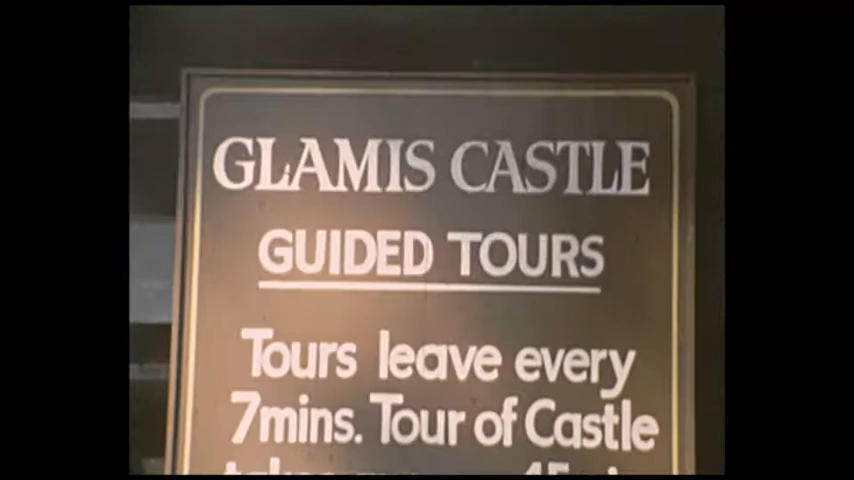 GLAMIS CASTLE
GUIDED TOURS
Tours leave every
7mins. Tour of Castle